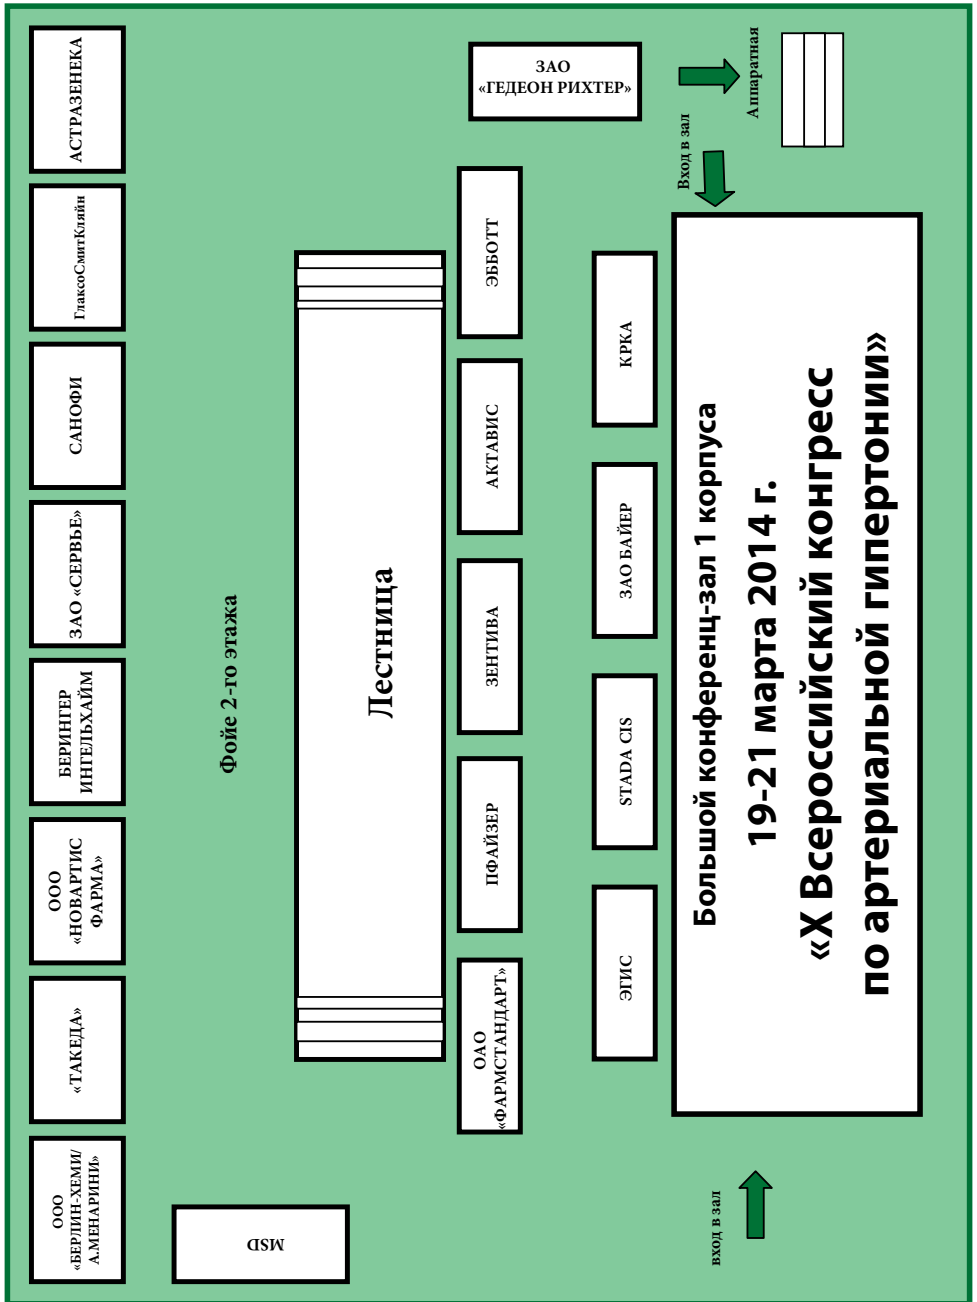 ООО
«БЕРЛИН-ХЕМИ/
А.МЕНАРИНИ»
«ТАКЕДА»
ООО
«НОВАРТИС
ФАРМА»
БЕРИНГЕР
ИНГЕЛЬХАЙМ
ЗАО «СЕРВЬЕ»
САНОФИ
ГлаксоСмитКляйн
АСТРАЗЕНЕКА
MSD
Фойе 2-го этажа
Лестница
ЗАО
«ГЕДЕОН РИХТЕР»
ОАО
«ФАРМСТАНДАРТ»
ПФАЙЗЕР
ЗЕНТИВА
АКТАВИС
ЭББОТТ
ЭГИС
STADA CIS
ЗАО БАЙЕР
КРКА
вход в зал
Вход в зал
Аппаратная
Большой конференц-зал 1 корпуса
19-21 марта 2014 г.
«X Всероссийский конгресс
по артериальной гипертонии»